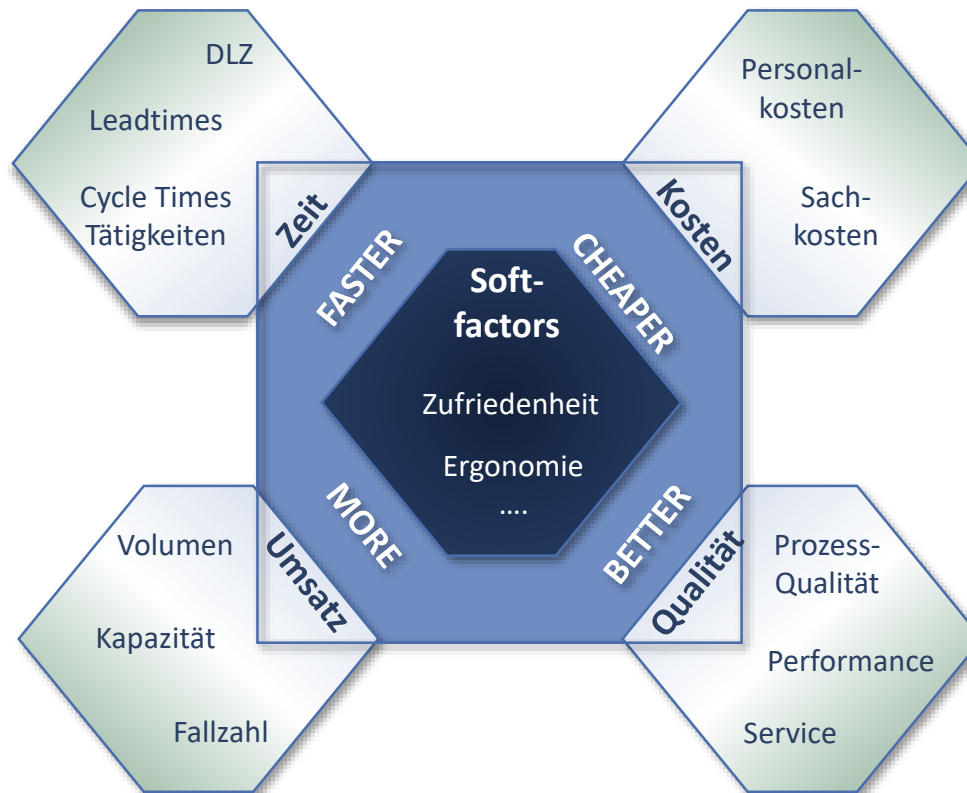 DLZ
Leadtimes
Cycle Times
Tätigkeiten
Zeit
FASTER
Personal-
kosten
Sach-
kosten
Kosten
CHEAPER
Soft-
factors
Zufriedenheit
Ergonomie
....
Volumen
Kapazität
Fallzahl
Umsatz
MORE
BETTER
Qualität
Prozess-
Qualität
Performance
Service